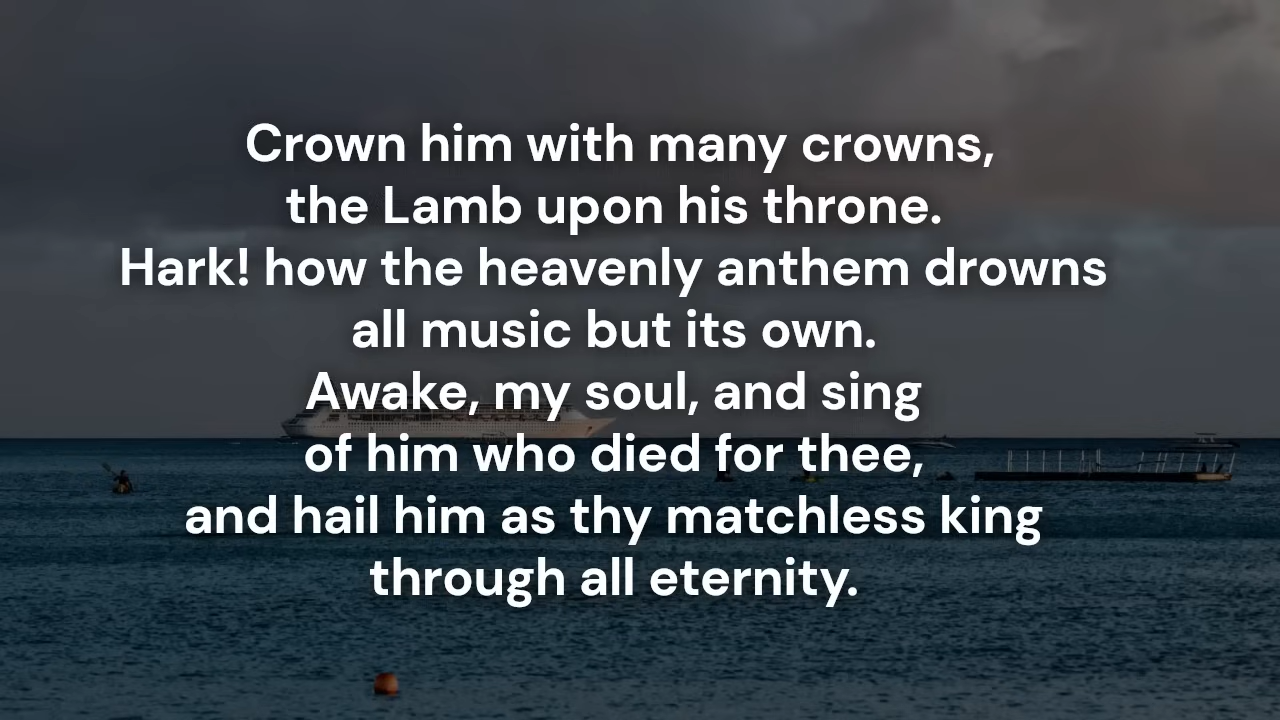 Crown him with many crowns,
the Lamb upon his throne.
Hark! how the heavenly anthem drowns
all music but its own.
Awake, my soul, and sing
of him who died for thee,
and hail him as thy matchless king
through all eternity.